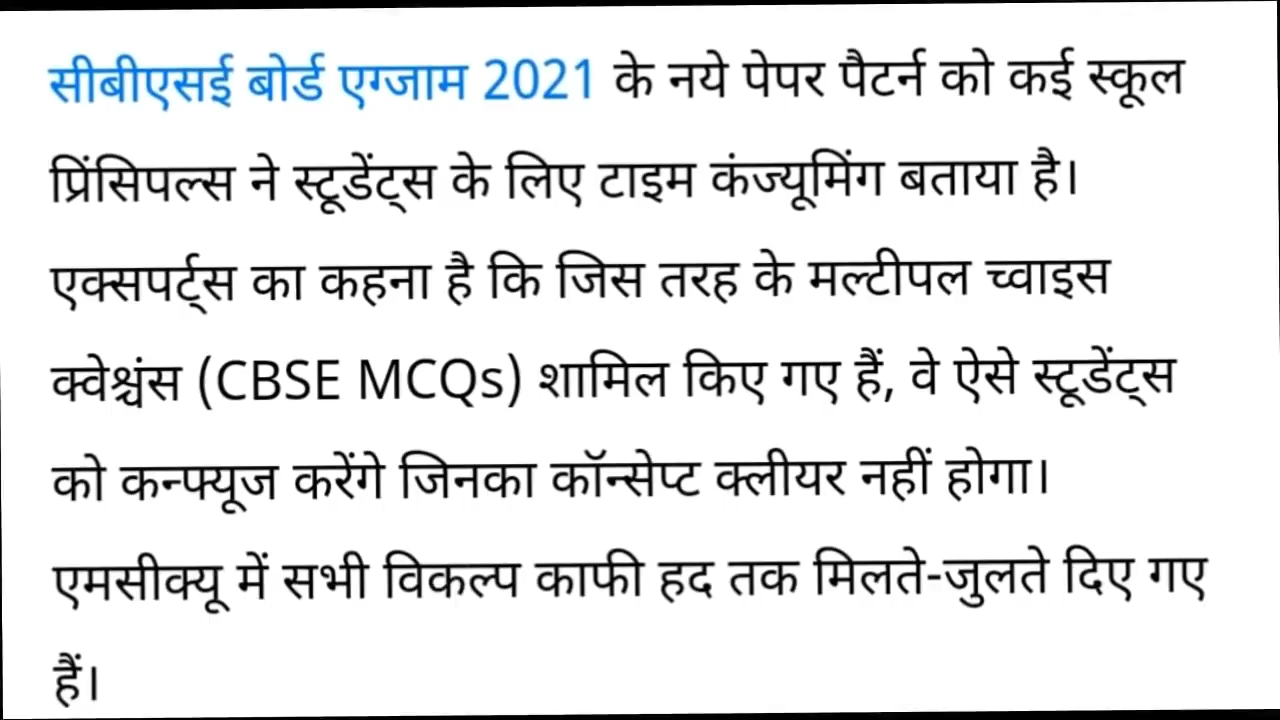 सीबीएसई बोर्ड एग्जाम 2021 के नये पेपर पैटर्न को कई स्कूल
प्रिंसिपल्स ने स्टूडेंट्स के लिए टाइम कंज्यूमिंग बताया है।
एक्सपर्ट्स का कहना है कि जिस तरह के मल्टीपल च्वाइस
क्वेश्चंस (CBSE MCQs) शामिल किए गए हैं, वे ऐसे स्टूडेंट्स
को कन्फ्यूज करेंगे जिनका कॉन्सेप्ट क्लीयर नहीं होगा।
एमसीक्यू में सभी विकल्प काफी हद तक मिलते-जुलते दिए गए
हैं।